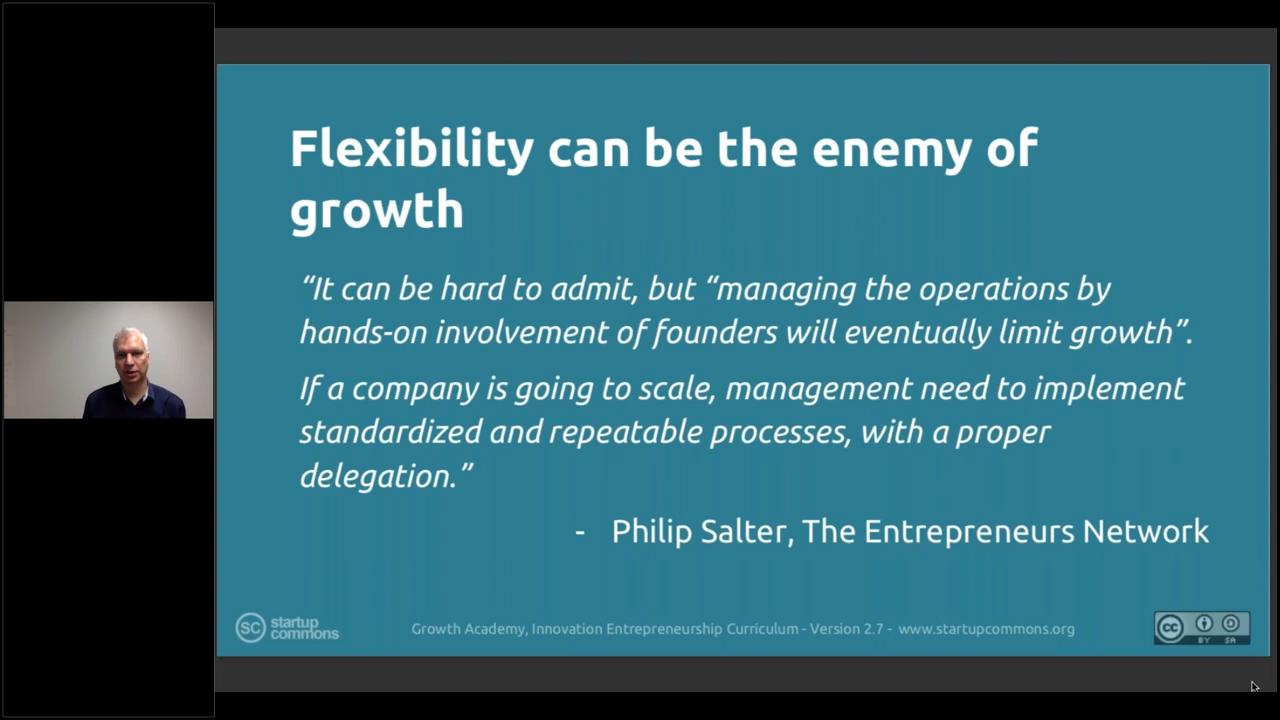 Flexibility can be the enemy of
growth
“It can be hard to admit, but “managing the operations by
hands-on involvement of founders will eventually limit growth”.
If a company is going to scale, management need to implement
standardized and repeatable processes, with a proper
delegation.”
- Philip Salter, The Entrepreneurs Network
SC startup
commons
Growth Academy, Innovation Entrepreneurship Curriculum - Version 2.7 - www.startupcommons.org
cc BY SA